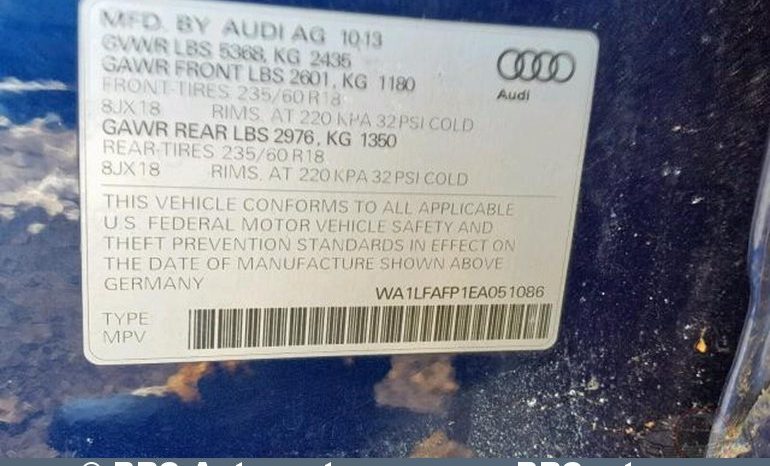 MFD. BY AUDI AG 10.13
GVWR LBS 5368, KG 2435
GAWR FRONT LBS 2601, KG 1180
FRONT-TIRES 235/60 R18
8JX18 RIMS, AT 220 KPA 32 PSI COLD
GAWR REAR LBS 2976, KG 1350
REAR-TIRES 235/60 R18
8JX18 RIMS, AT 220 KPA 32 PSI COLD
Audi
THIS VEHICLE CONFORMS TO ALL APPLICABLE
U.S. FEDERAL MOTOR VEHICLE SAFETY AND
THEFT PREVENTION STANDARDS IN EFFECT ON
THE DATE OF MANUFACTURE SHOWN ABOVE
GERMANY
WA1LFAFP1EA051086
TYPE
MPV